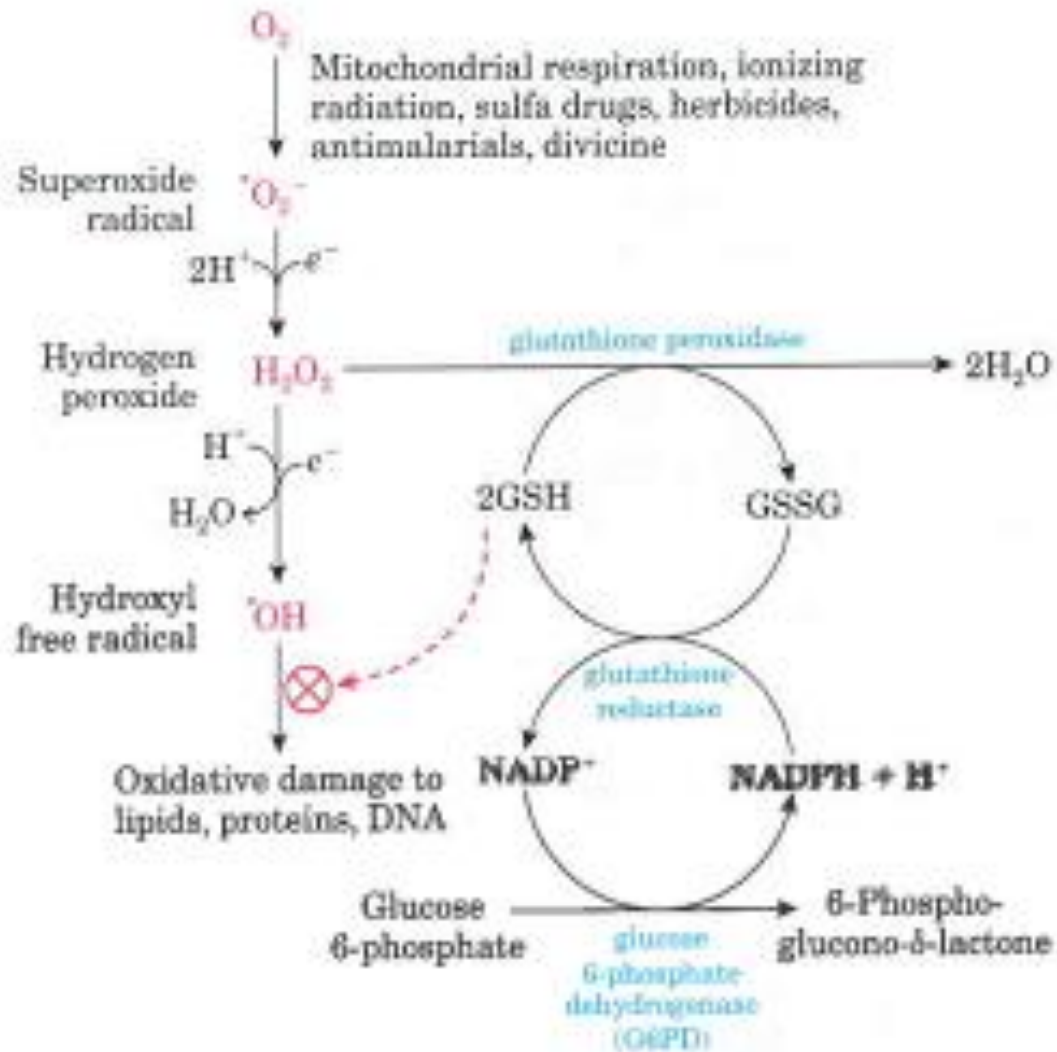 O₂
Mitochondrial respiration, ionizing
radiation, sulfa drugs, herbicides,
antimalarials, divicine
Superoxide
radical
˙O₂⁻
2H⁺
e⁻
Hydrogen
peroxide
H₂O₂
glutathione peroxidase
2H₂O
H⁺
e⁻
H₂O
2GSH
GSSG
Hydroxyl
free radical
˙OH
glutathione
reductase
Oxidative damage to
lipids, proteins, DNA
NADP⁺
NADPH + H⁺
Glucose
6-phosphate
6-Phospho-
glucono-δ-lactone
glucose
6-phosphate
dehydrogenase
(G6PD)